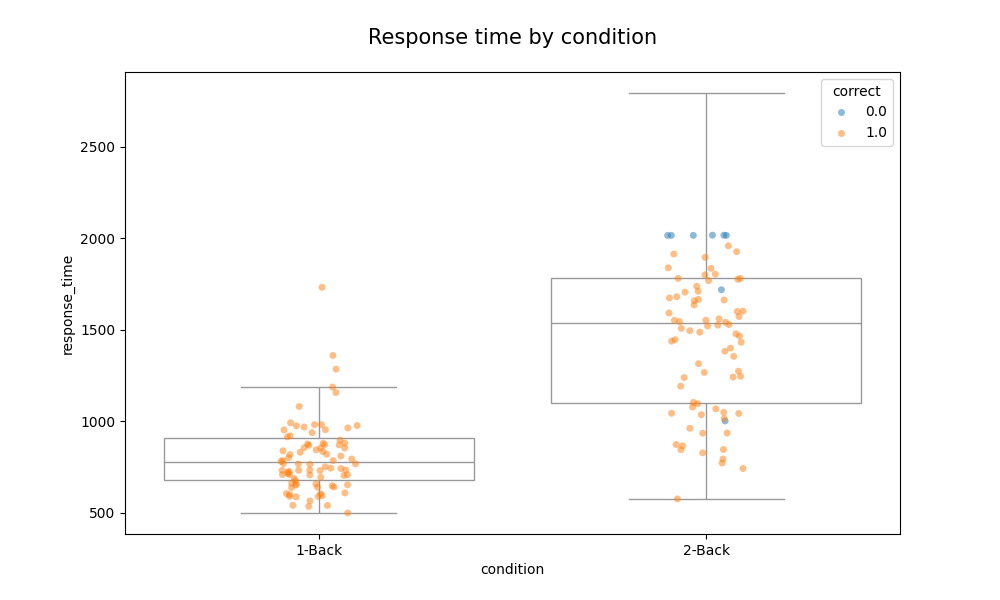 Response time by condition
correct
0.0
1.0
2500
2000
1500
1000
500
response_time
1-Back
2-Back
condition